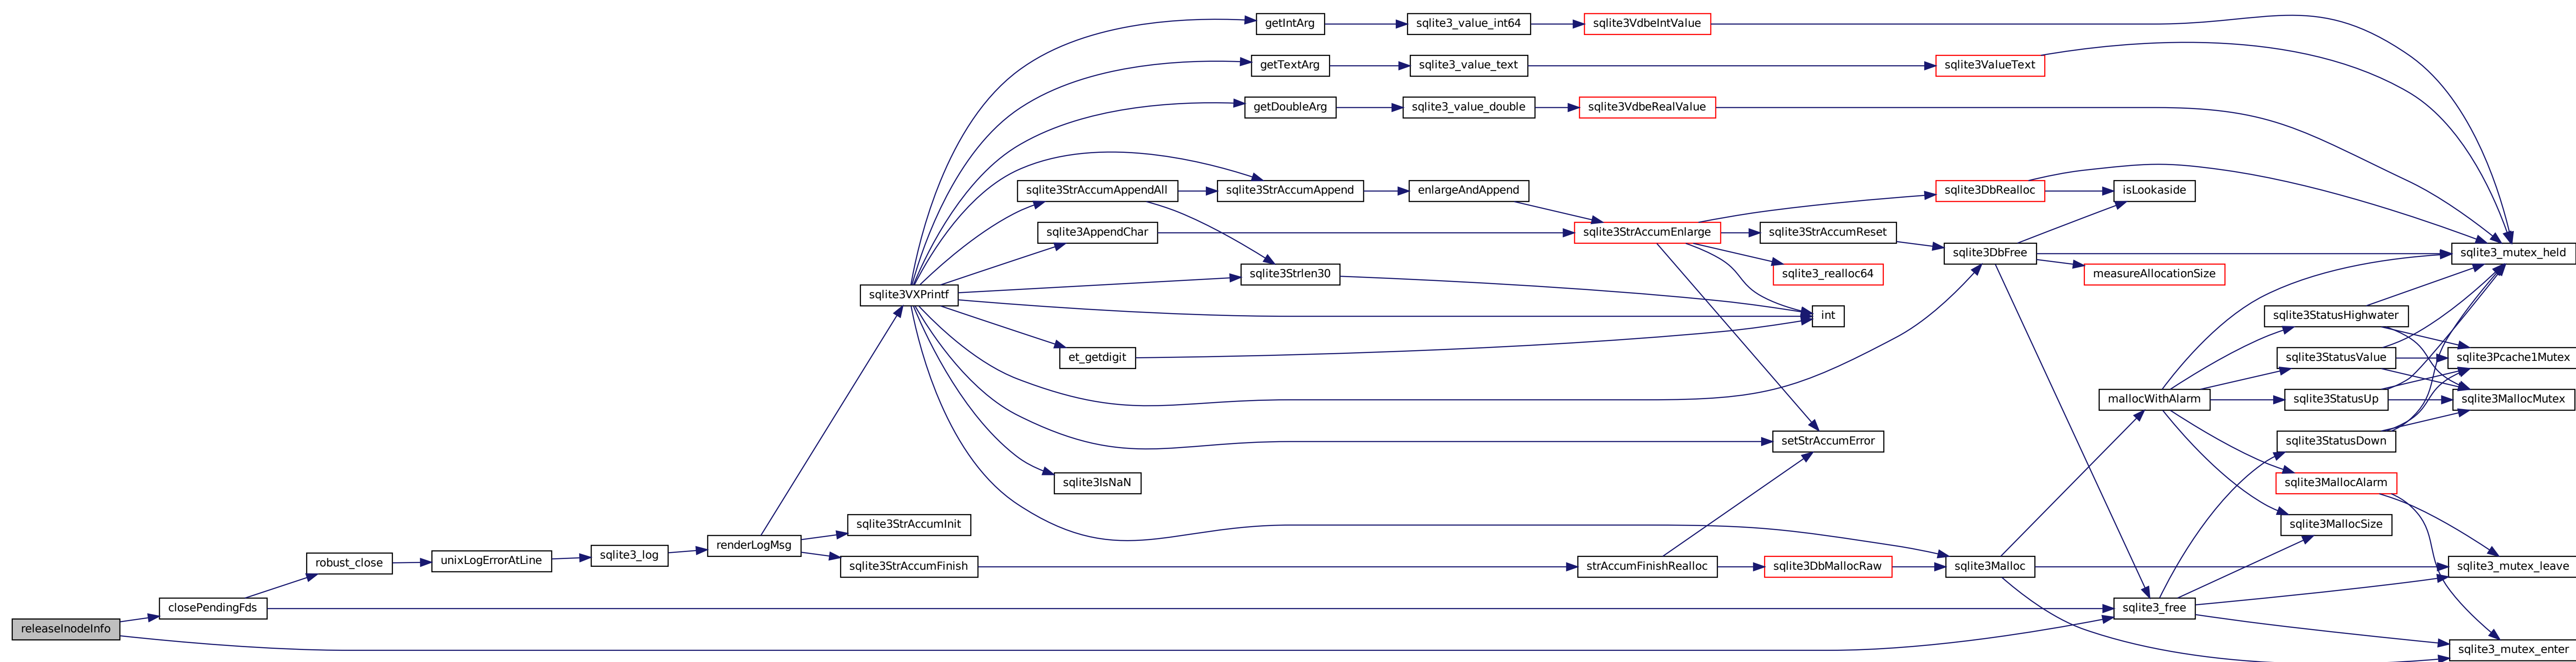 getIntArg
sqlite3_value_int64
sqlite3VdbeIntValue
getTextArg
sqlite3_value_text
sqlite3ValueText
getDoubleArg
sqlite3_value_double
sqlite3VdbeRealValue
sqlite3StrAccumAppendAll
sqlite3StrAccumAppend
enlargeAndAppend
sqlite3DbRealloc
isLookaside
sqlite3AppendChar
sqlite3StrAccumEnlarge
sqlite3StrAccumReset
sqlite3DbFree
sqlite3_mutex_held
sqlite3Strlen30
sqlite3_realloc64
measureAllocationSize
sqlite3VXPrintf
int
sqlite3StatusHighwater
et_getdigit
sqlite3StatusValue
sqlite3Pcache1Mutex
mallocWithAlarm
sqlite3StatusUp
sqlite3MallocMutex
setStrAccumError
sqlite3StatusDown
sqlite3IsNaN
sqlite3MallocAlarm
sqlite3StrAccumInit
sqlite3MallocSize
renderLogMsg
robust_close
unixLogErrorAtLine
sqlite3_log
sqlite3StrAccumFinish
strAccumFinishRealloc
sqlite3DbMallocRaw
sqlite3Malloc
sqlite3_mutex_leave
closePendingFds
sqlite3_free
releaseInodeInfo
sqlite3_mutex_enter